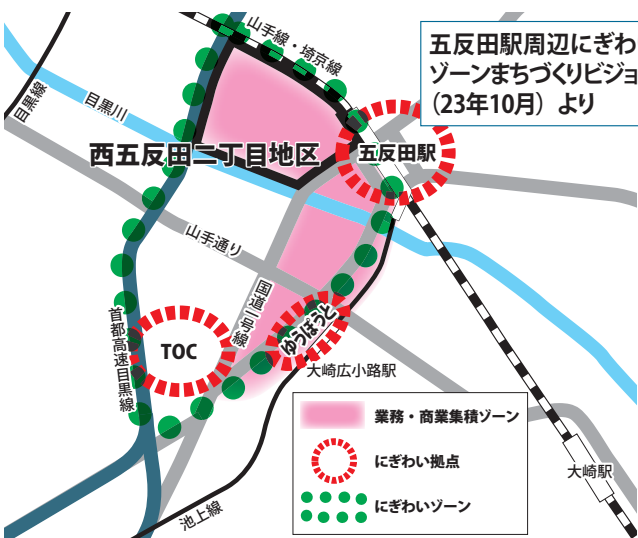 五反田駅周辺にぎわ
ゾーンまちづくりビジョ
(23年10月)より
山手線・埼京線
目黒線
目黒川
西五反田二丁目地区
五反田駅
山手通り
国道一号線
首都高速目黒線
TOC
ゆうぽうと
大崎広小路駅
池上線
大崎駅
業務・商業集積ゾーン
にぎわい拠点
にぎわいゾーン